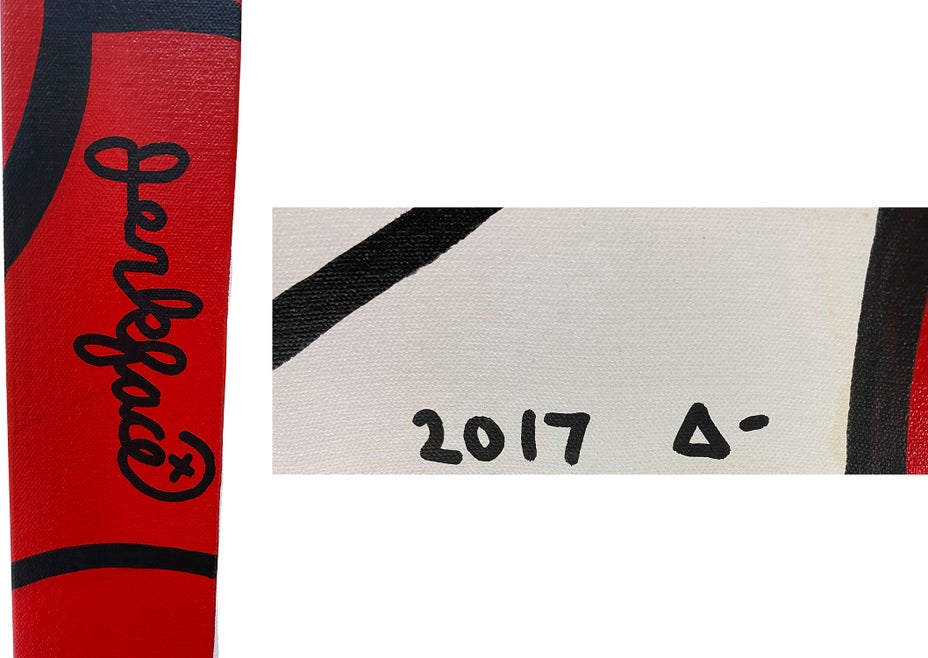 Jerkface
2017 Δ-